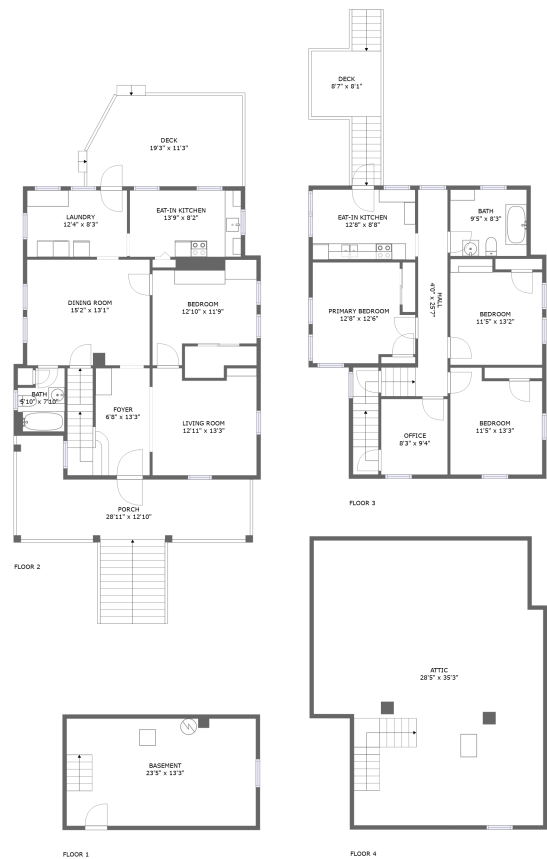 DECK
8'7" x 8'1"
DECK
19'3" x 11'3"
LAUNDRY
12'4" x 8'3"
EAT-IN KITCHEN
13'9" x 8'2"
DINING ROOM
15'2" x 13'1"
BEDROOM
12'10" x 11'9"
BATH
5'10" x 7'10"
FOYER
6'8" x 13'3"
LIVING ROOM
12'11" x 13'3"
PORCH
28'11" x 12'10"
FLOOR 2
EAT-IN KITCHEN
12'8" x 8'8"
BATH
9'5" x 8'3"
HALL
4'0" x 25'7"
PRIMARY BEDROOM
12'8" x 12'6"
BEDROOM
11'5" x 13'2"
OFFICE
8'3" x 9'4"
BEDROOM
11'5" x 13'3"
FLOOR 3
BASEMENT
23'5" x 13'3"
FLOOR 1
ATTIC
28'5" x 35'3"
FLOOR 4